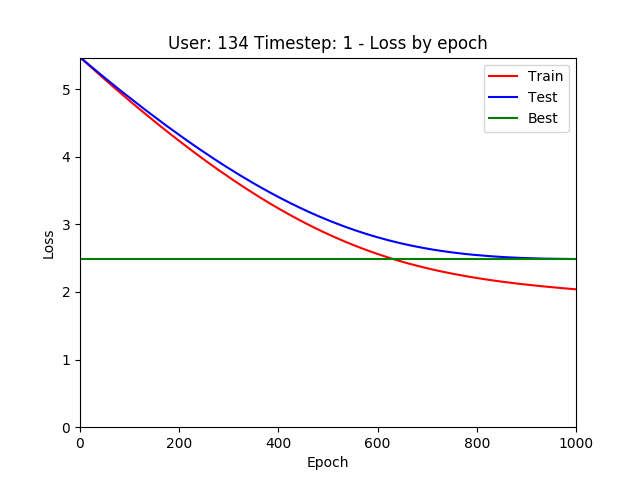 User: 134 Timestep: 1 - Loss by epoch
Train
Test
Best
Loss
5
4
3
2
1
0
0 200 400 600 800 1000
Epoch